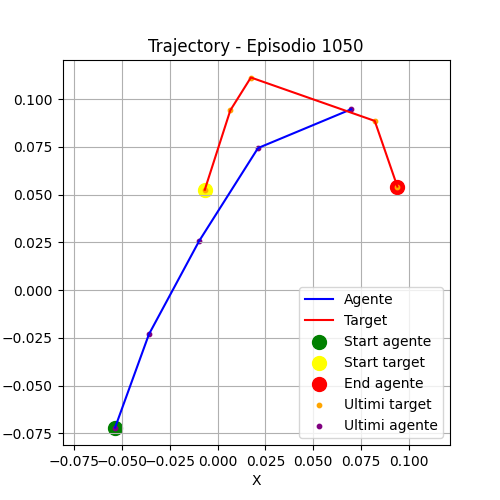 Trajectory - Episodio 1050
0.100
0.075
0.050
0.025
0.000
−0.025
−0.050
−0.075
−0.075 −0.050 −0.025 0.000 0.025 0.050 0.075 0.100
X
Agente
Target
Start agente
Start target
End agente
Ultimi target
Ultimi agente